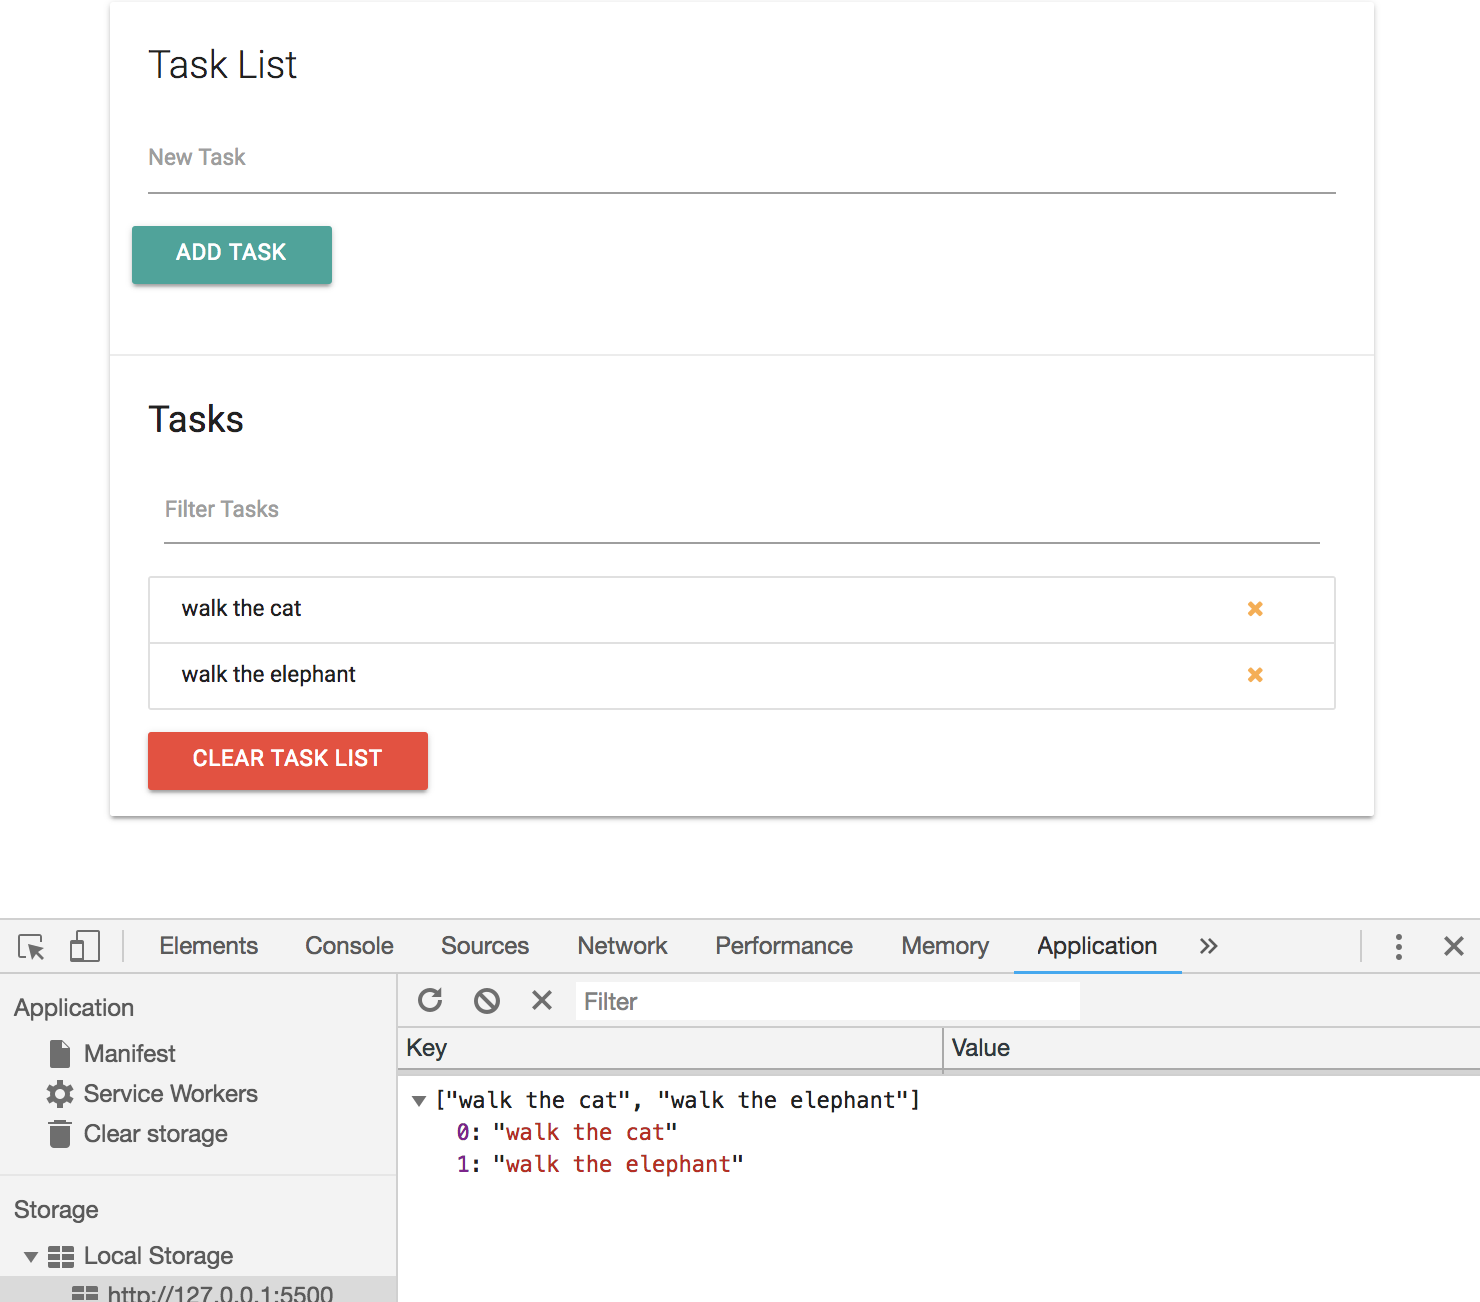 Task List
New Task
ADD TASK
Tasks
Filter Tasks
walk the cat
walk the elephant
CLEAR TASK LIST
Elements Console Sources Network Performance Memory Application »
Application
Manifest
Service Workers
Clear storage
Storage
Local Storage
http://127.0.0.1:5500
Filter
Key Value
["walk the cat", "walk the elephant"]
0: "walk the cat"
1: "walk the elephant"